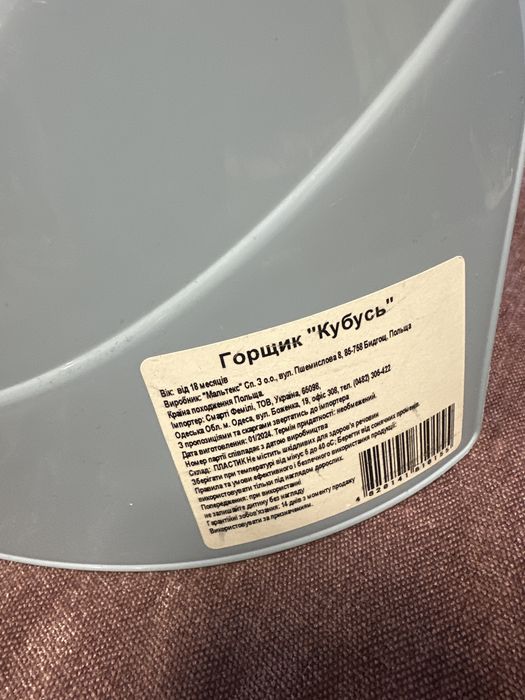 Горщик "Кубусь"
Вік: від 18 місяців
Виробник: "Мальтекс" Сп. З о.о., вул. Пшемислова 8, 85-758 Бидгощ, Польща
Країна походження Польща.
Імпортер: Смарт Фемілі, ТОВ, Україна, 65098,
Одеська Обл. м. Одеса, вул. Боженка, 19, офіс 308, тел. (0482) 305-422
З пропозиціями та скаргами звертатись до імпортера
Дата виготовлення: 01/2024. Термін придатності: необмежений.
Номер партії співпадає з датою виробництва
Склад: ПЛАСТИК Не містить шкідливих для здоров'я речовин
Зберігати при температурі від мінус 5 до 40 оС; Берегти від сонячних променів.
Правила та умови ефективного і безпечного використання продукції:
використовувати тільки під наглядом дорослих.
Попередження: при використанні
не залишайте дитину без нагляду
Гарантійні зобов'язання: 14 днів з моменту продажу
Використовувати за призначенням.